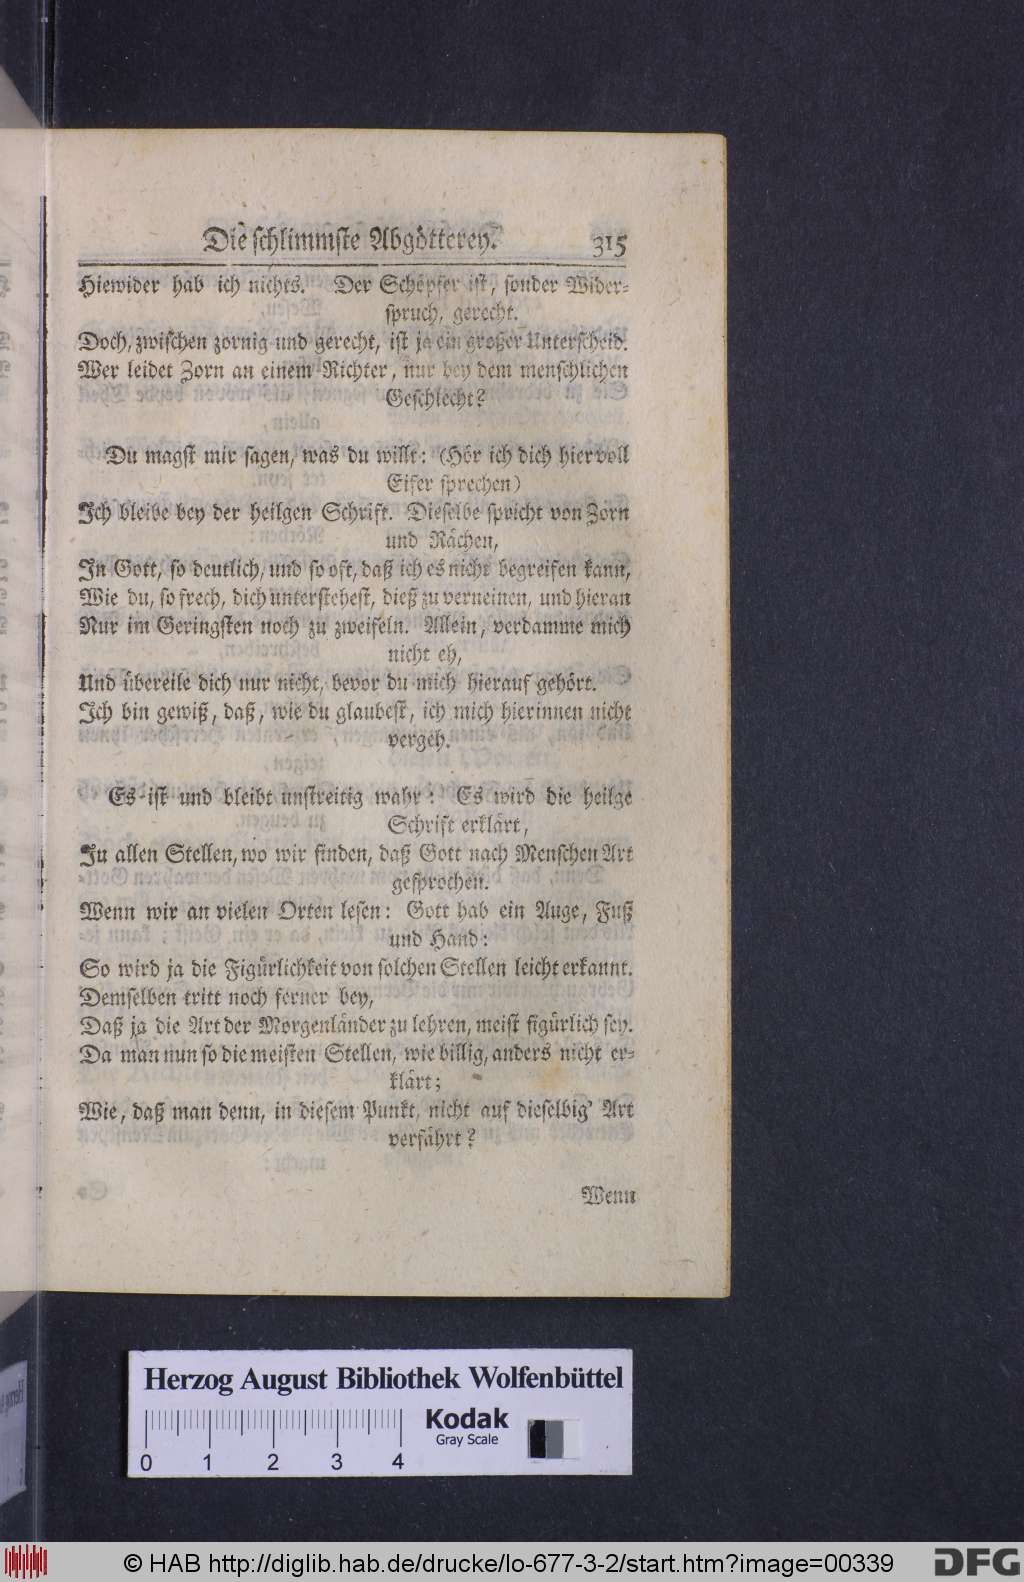 Die schlimmste Abgötterey. 315
Hiewider hab ich nichts. Der Schöpfer ist, sonder Wider-
spruch, gerecht.
Doch, zwischen zornig und gerecht, ist ja ein großer Unterscheid.
Wer leidet Zorn an einem Richter, nur bey dem menschlichen
Geschlecht?
Du magst mir sagen, was du willt: (Hör ich dich hier voll
Eifer sprechen)
Ich bleibe bey der heilgen Schrift. Dieselbe spricht von Zorn
und Rächen,
In Gott, so deutlich, und so oft, daß ich es nicht begreifen kann,
Wie du, so frech, dich unterstehest, dieß zu verneinen, und hieran
Nur im Geringsten noch zu zweifeln. Allein, verdamme mich
nicht eh,
Und übereile dich nur nicht, bevor du mich hierauf gehört.
Ich bin gewiß, daß, wie du glaubest, ich mich hierinnen nicht
vergeh.
Es ist und bleibt unstreitig wahr: Es wird die heilge
Schrift erklärt,
In allen Stellen, wo wir finden, daß Gott nach Menschen Art
gesprochen.
Wenn wir an vielen Orten lesen: Gott hab ein Auge, Fuß
und Hand:
So wird ja die Figürlichkeit von solchen Stellen leicht erkannt.
Demselben tritt noch ferner bey,
Daß ja die Art der Morgenländer zu lehren, meist figürlich sey.
Da man nun so die meisten Stellen, wie billig, anders nicht er-
klärt;
Wie, daß man denn, in diesem Punkt, nicht auf dieselbig' Art
verfährt?
Wenn
Herzog August Bibliothek Wolfenbüttel
Kodak
Gray Scale
0 1 2 3 4
© HAB http://diglib.hab.de/drucke/lo-677-3-2/start.htm?image=00339
DFG